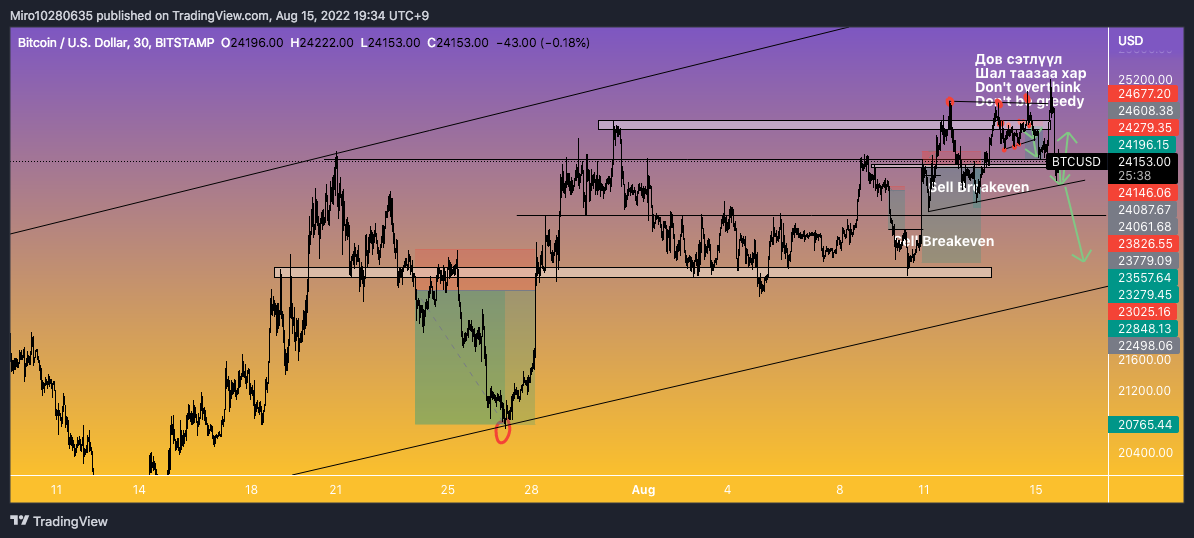 Miro10280635 published on TradingView.com, Aug 15, 2022 19:34 UTC+9
Bitcoin / U.S. Dollar, 30, BITSTAMP O24196.00 H24222.00 L24153.00 C24153.00 −43.00 (−0.18%)
USD
Дов сэтлүүл
Шал таазаа хар
Don't overthink
Don't be greedy
25200.00
24677.20
24608.38
24279.35
24196.15
BTCUSD 24153.00
25:38
24146.06
24087.67
24061.68
23826.55
23779.09
23557.64
23279.45
23025.16
22848.13
22498.06
21600.00
21200.00
20765.44
20400.00
Sell Breakeven
Sell Breakeven
11 14 18 21 25 28 Aug 4 8 11 15
TradingView